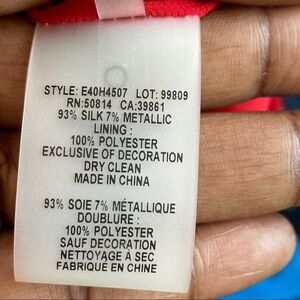 STYLE: E40H4507 LOT: 99809
RN:50814 CA:39861
93% SILK 7% METALLIC
LINING :
100% POLYESTER
EXCLUSIVE OF DECORATION
DRY CLEAN
MADE IN CHINA
93% SOIE 7% MÉTALLIQUE
DOUBLURE :
100% POLYESTER
SAUF DECORATION
NETTOYAGE À SEC
FABRIQUÉ EN CHINE